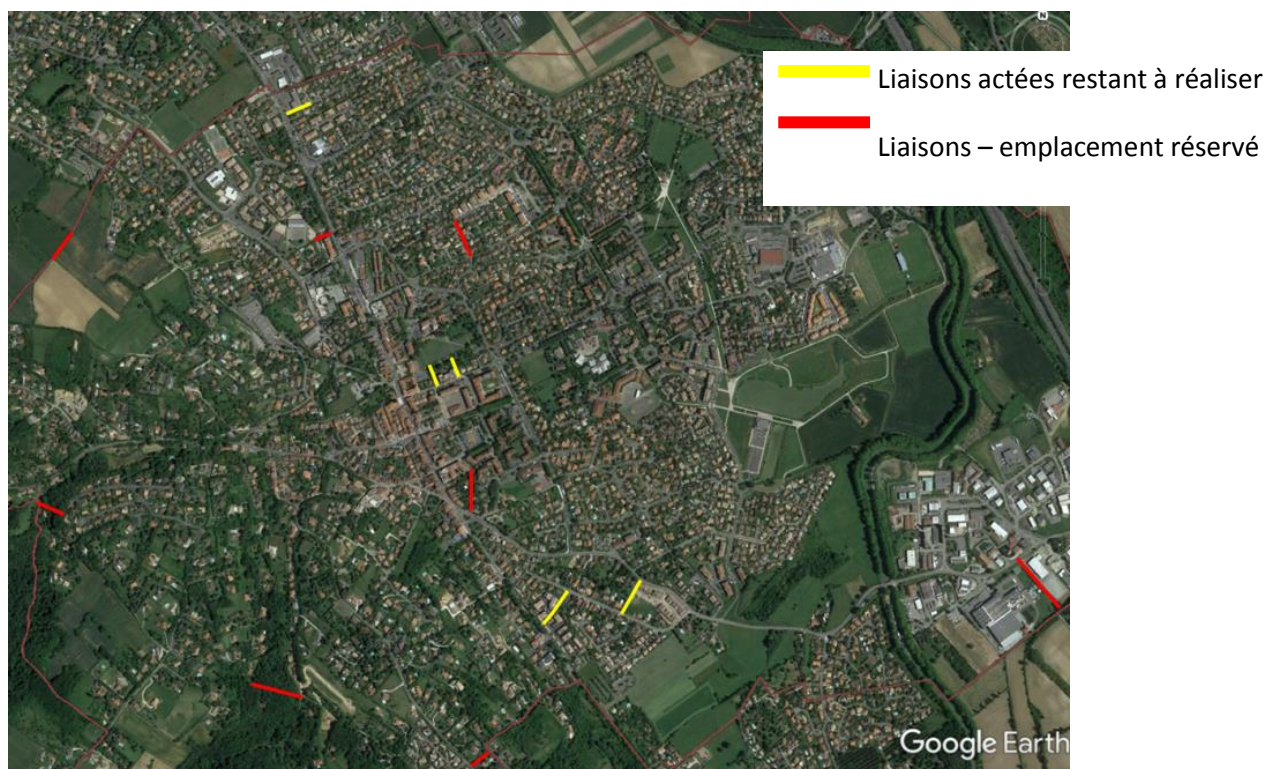 Liaisons actées restant à réaliser
Liaisons – emplacement réservé
Google Earth